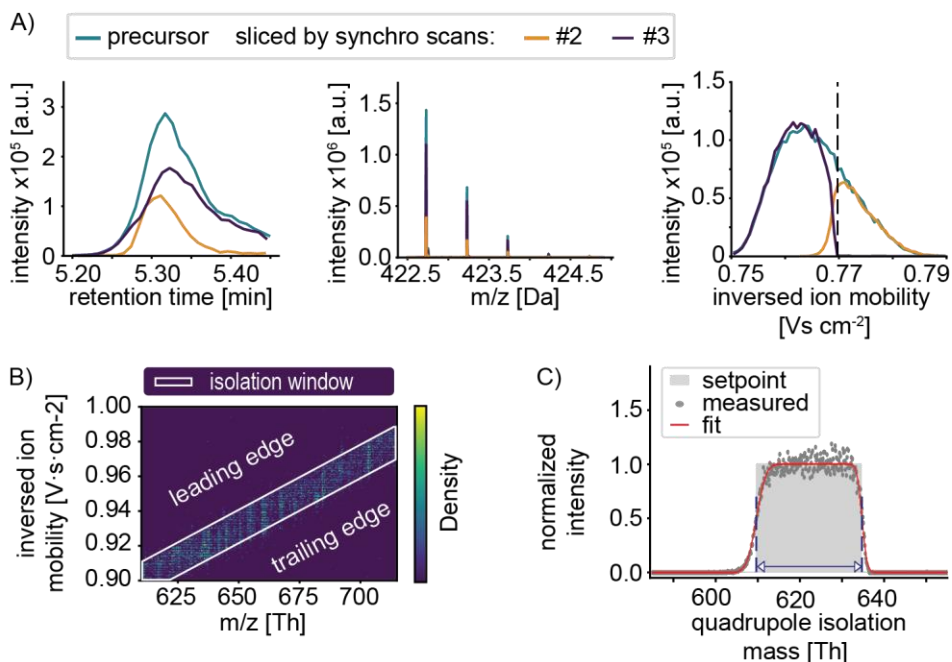 A)
precursor sliced by synchro scans: #2 #3
intensity x10⁵ [a.u.]
3
2
1
0
5.20 5.30 5.40
retention time [min]
intensity x10⁶ [a.u.]
1.5
1.0
0.5
0.0
422.5 423.5 424.5
m/z [Da]
intensity x10⁵ [a.u.]
1.5
1.0
0.5
0.0
0.75 0.77 0.79
inversed ion mobility
[Vs cm⁻²]
B)
isolation window
inversed ion
mobility [V·s·cm-2]
1.00
0.98
0.96
0.94
0.92
0.90
leading edge
trailing edge
625 650 675 700
m/z [Th]
Density
C)
setpoint
measured
fit
normalized
intensity
1.5
1.0
0.5
0.0
600 620 640
quadrupole isolation
mass [Th]